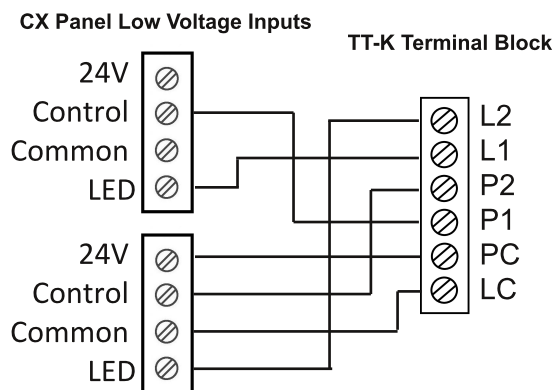 CX Panel Low Voltage Inputs
TT-K Terminal Block
24V
Control
Common
LED
24V
Control
Common
LED
L2
L1
P2
P1
PC
LC